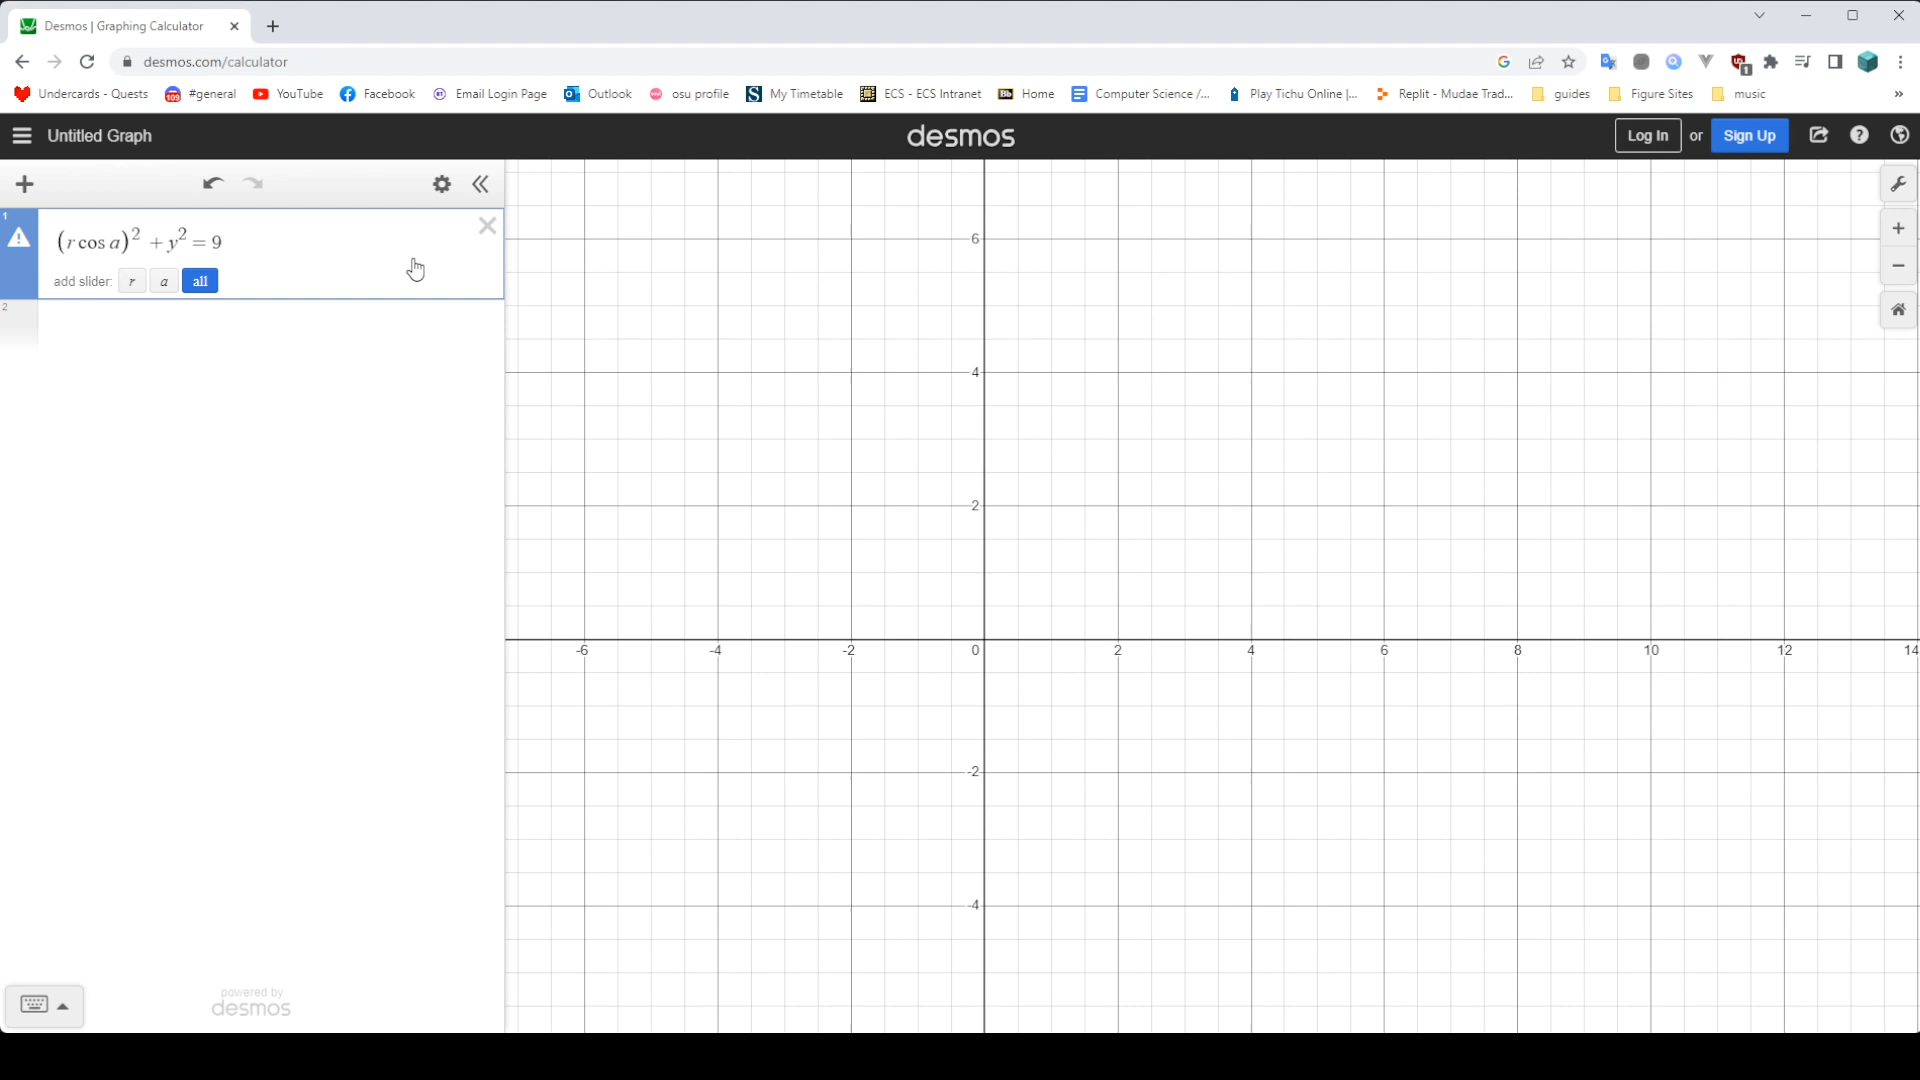 Desmos | Graphing Calculator
desmos.com/calculator
1
Undercards - Quests 109 #general YouTube Facebook Email Login Page Outlook osu profile My Timetable ECS - ECS Intranet Home Computer Science /... Play Tichu Online |... Replit - Mudae Trad... guides Figure Sites music »
Untitled Graph
desmos
Log In or Sign Up
1
(r cos a)² + y² = 9
add slider: r a all
2
6
4
2
-6 -4 -2 0 2 4 6 8 10 12 14
-2
-4
powered by
desmos